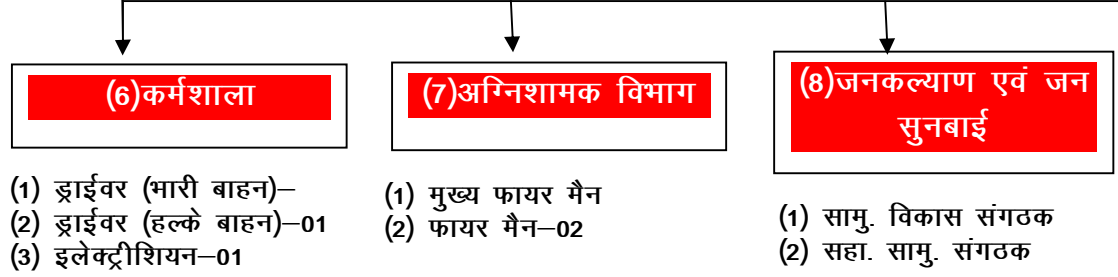 (6)कर्मशाला
(1) ड्राईवर (भारी बाहन)–
(2) ड्राईवर (हल्के बाहन)–01
(3) इलेक्ट्रीशियन–01
(7)अग्निशामक विभाग
(1) मुख्य फायर मैन
(2) फायर मैन–02
(8)जनकल्याण एवं जन
सुनबाई
(1) सामु. विकास संगठक
(2) सहा. सामु. संगठक